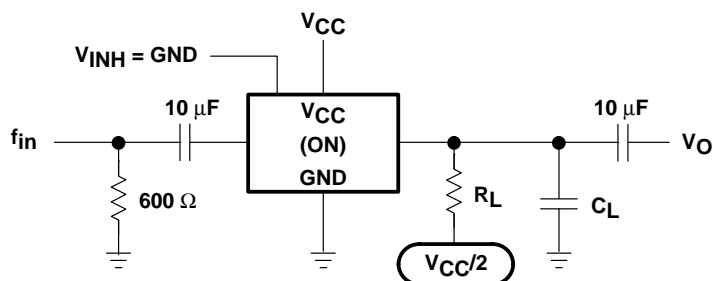 VCC
VINH = GND
10 μF
VCC
10 μF
fin
(ON)
VO
GND
600 Ω
RL
CL
VCC/2